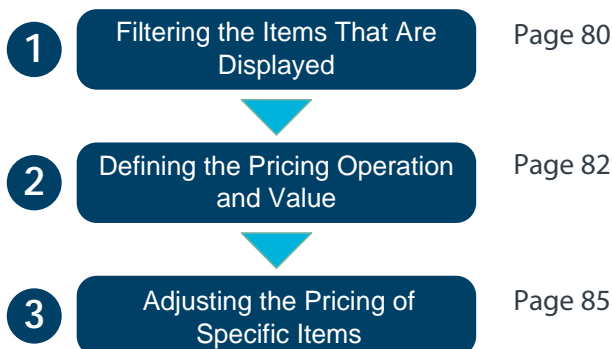 1
Filtering the Items That Are
Displayed
Page 80
2
Defining the Pricing Operation
and Value
Page 82
3
Adjusting the Pricing of
Specific Items
Page 85